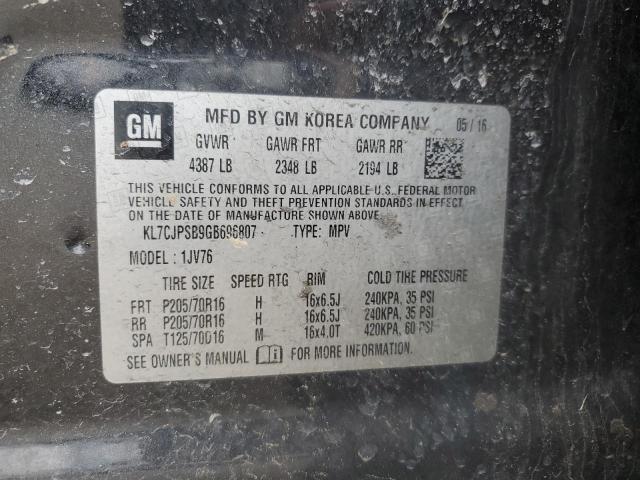 GM MFD BY GM KOREA COMPANY 05/16
GVWR GAWR FRT GAWR RR
4387 LB 2348 LB 2194 LB
THIS VEHICLE CONFORMS TO ALL APPLICABLE U.S. FEDERAL MOTOR
VEHICLE SAFETY AND THEFT PREVENTION STANDARDS IN EFFECT
ON THE DATE OF MANUFACTURE SHOWN ABOVE.
KL7CJPSB9GB696807 TYPE: MPV
MODEL: 1JV76
TIRE SIZE SPEED RTG RIM COLD TIRE PRESSURE
FRT P205/70R16 H 16x6.5J 240KPA, 35 PSI
RR P205/70R16 H 16x6.5J 240KPA, 35 PSI
SPA T125/70D16 M 16x4.0T 420KPA, 60 PSI
SEE OWNER'S MANUAL FOR MORE INFORMATION.